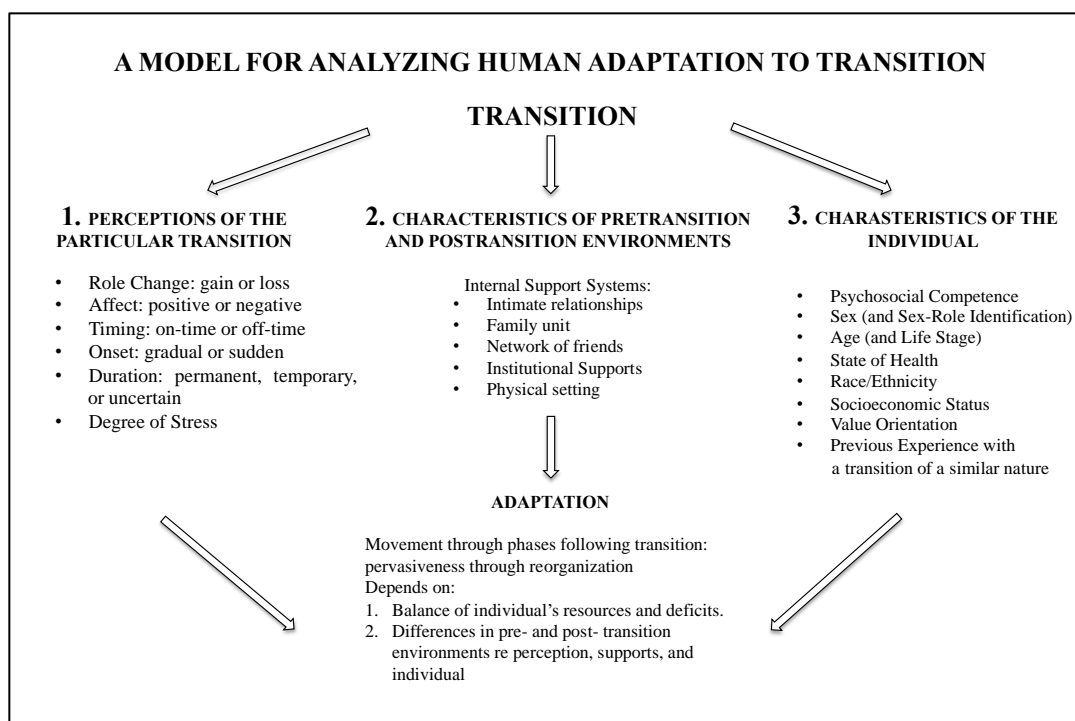 A MODEL FOR ANALYZING HUMAN ADAPTATION TO TRANSITION
TRANSITION
1. PERCEPTIONS OF THE
PARTICULAR TRANSITION
• Role Change: gain or loss
• Affect: positive or negative
• Timing: on-time or off-time
• Onset: gradual or sudden
• Duration: permanent, temporary,
or uncertain
• Degree of Stress
2. CHARACTERISTICS OF PRETRANSITION
AND POSTRANSITION ENVIRONMENTS
Internal Support Systems:
• Intimate relationships
• Family unit
• Network of friends
• Institutional Supports
• Physical setting
3. CHARASTERISTICS OF THE
INDIVIDUAL
• Psychosocial Competence
• Sex (and Sex-Role Identification)
• Age (and Life Stage)
• State of Health
• Race/Ethnicity
• Socioeconomic Status
• Value Orientation
• Previous Experience with
a transition of a similar nature
ADAPTATION
Movement through phases following transition:
pervasiveness through reorganization
Depends on:
1. Balance of individual's resources and deficits.
2. Differences in pre- and post- transition
environments re perception, supports, and
individual